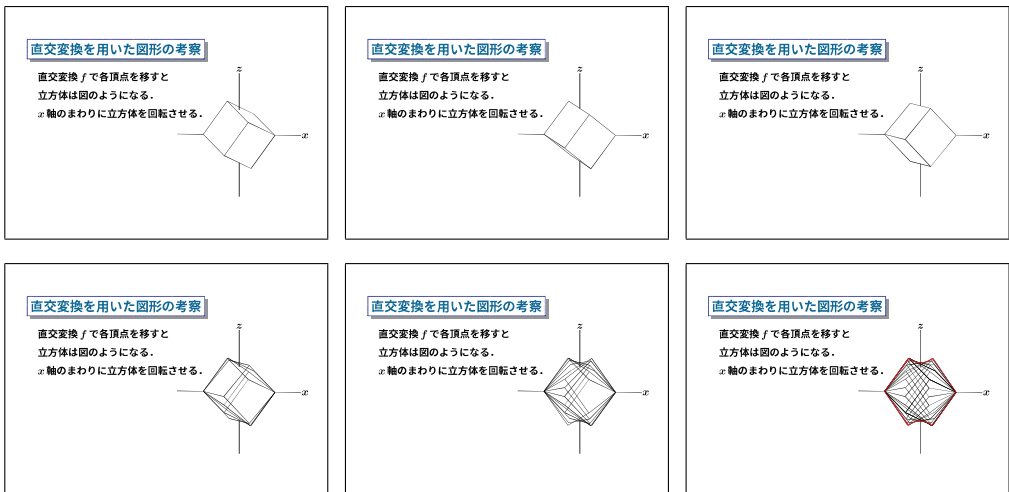 直交変換を用いた図形の考察
直交変換 f で各頂点を移すと
立方体は図のようになる．
x 軸のまわりに立方体を回転させる．
z
x
直交変換を用いた図形の考察
直交変換 f で各頂点を移すと
立方体は図のようになる．
x 軸のまわりに立方体を回転させる．
z
x
直交変換を用いた図形の考察
直交変換 f で各頂点を移すと
立方体は図のようになる．
x 軸のまわりに立方体を回転させる．
z
x
直交変換を用いた図形の考察
直交変換 f で各頂点を移すと
立方体は図のようになる．
x 軸のまわりに立方体を回転させる．
z
x
直交変換を用いた図形の考察
直交変換 f で各頂点を移すと
立方体は図のようになる．
x 軸のまわりに立方体を回転させる．
z
x
直交変換を用いた図形の考察
直交変換 f で各頂点を移すと
立方体は図のようになる．
x 軸のまわりに立方体を回転させる．
z
x